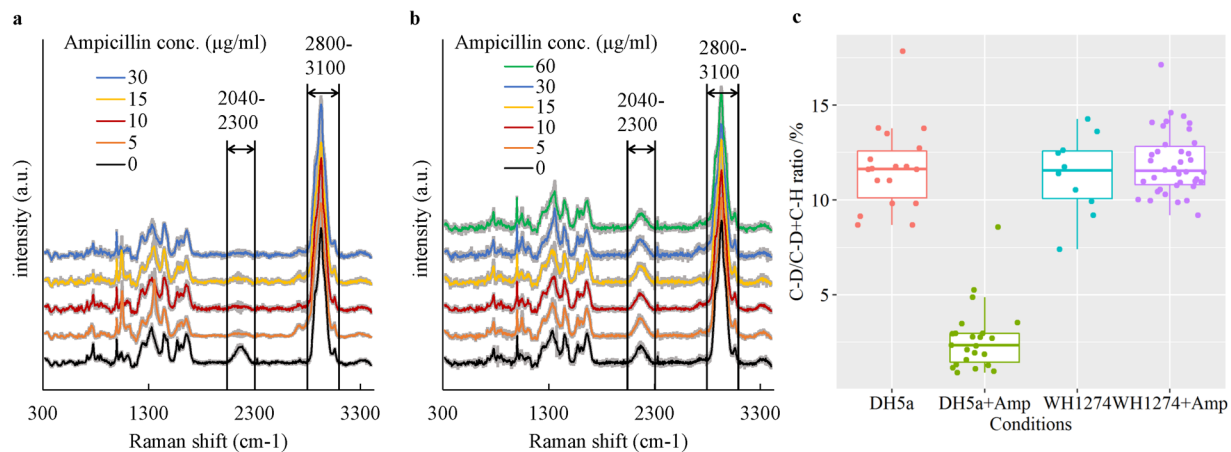 a
Ampicillin conc. (µg/ml)
30
15
10
5
0
2040-
2300
2800-
3100
intensity (a.u.)
300
1300
2300
3300
Raman shift (cm-1)
b
Ampicillin conc. (µg/ml)
60
30
15
10
5
0
2040-
2300
2800-
3100
intensity (a.u.)
300
1300
2300
3300
Raman shift (cm-1)
c
C-D/C-D+C-H ratio /%
15
10
5
DH5a
DH5a+Amp
WH1274
WH1274+Amp
Conditions